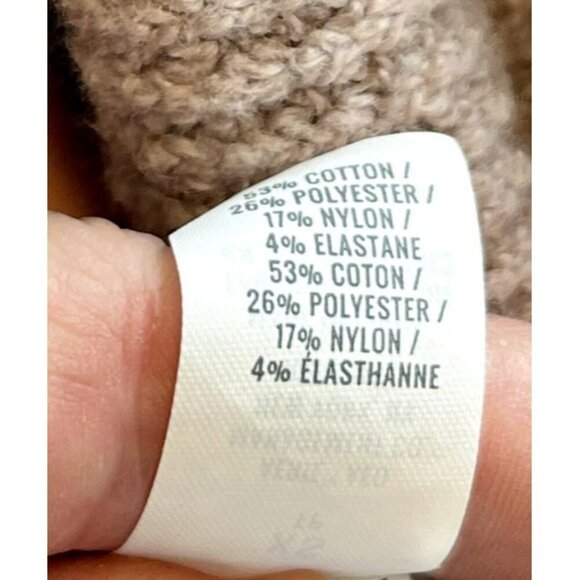 53% COTTON /
26% POLYESTER /
17% NYLON /
4% ELASTANE
53% COTON /
26% POLYESTER /
17% NYLON /
4% ÉLASTHANNE